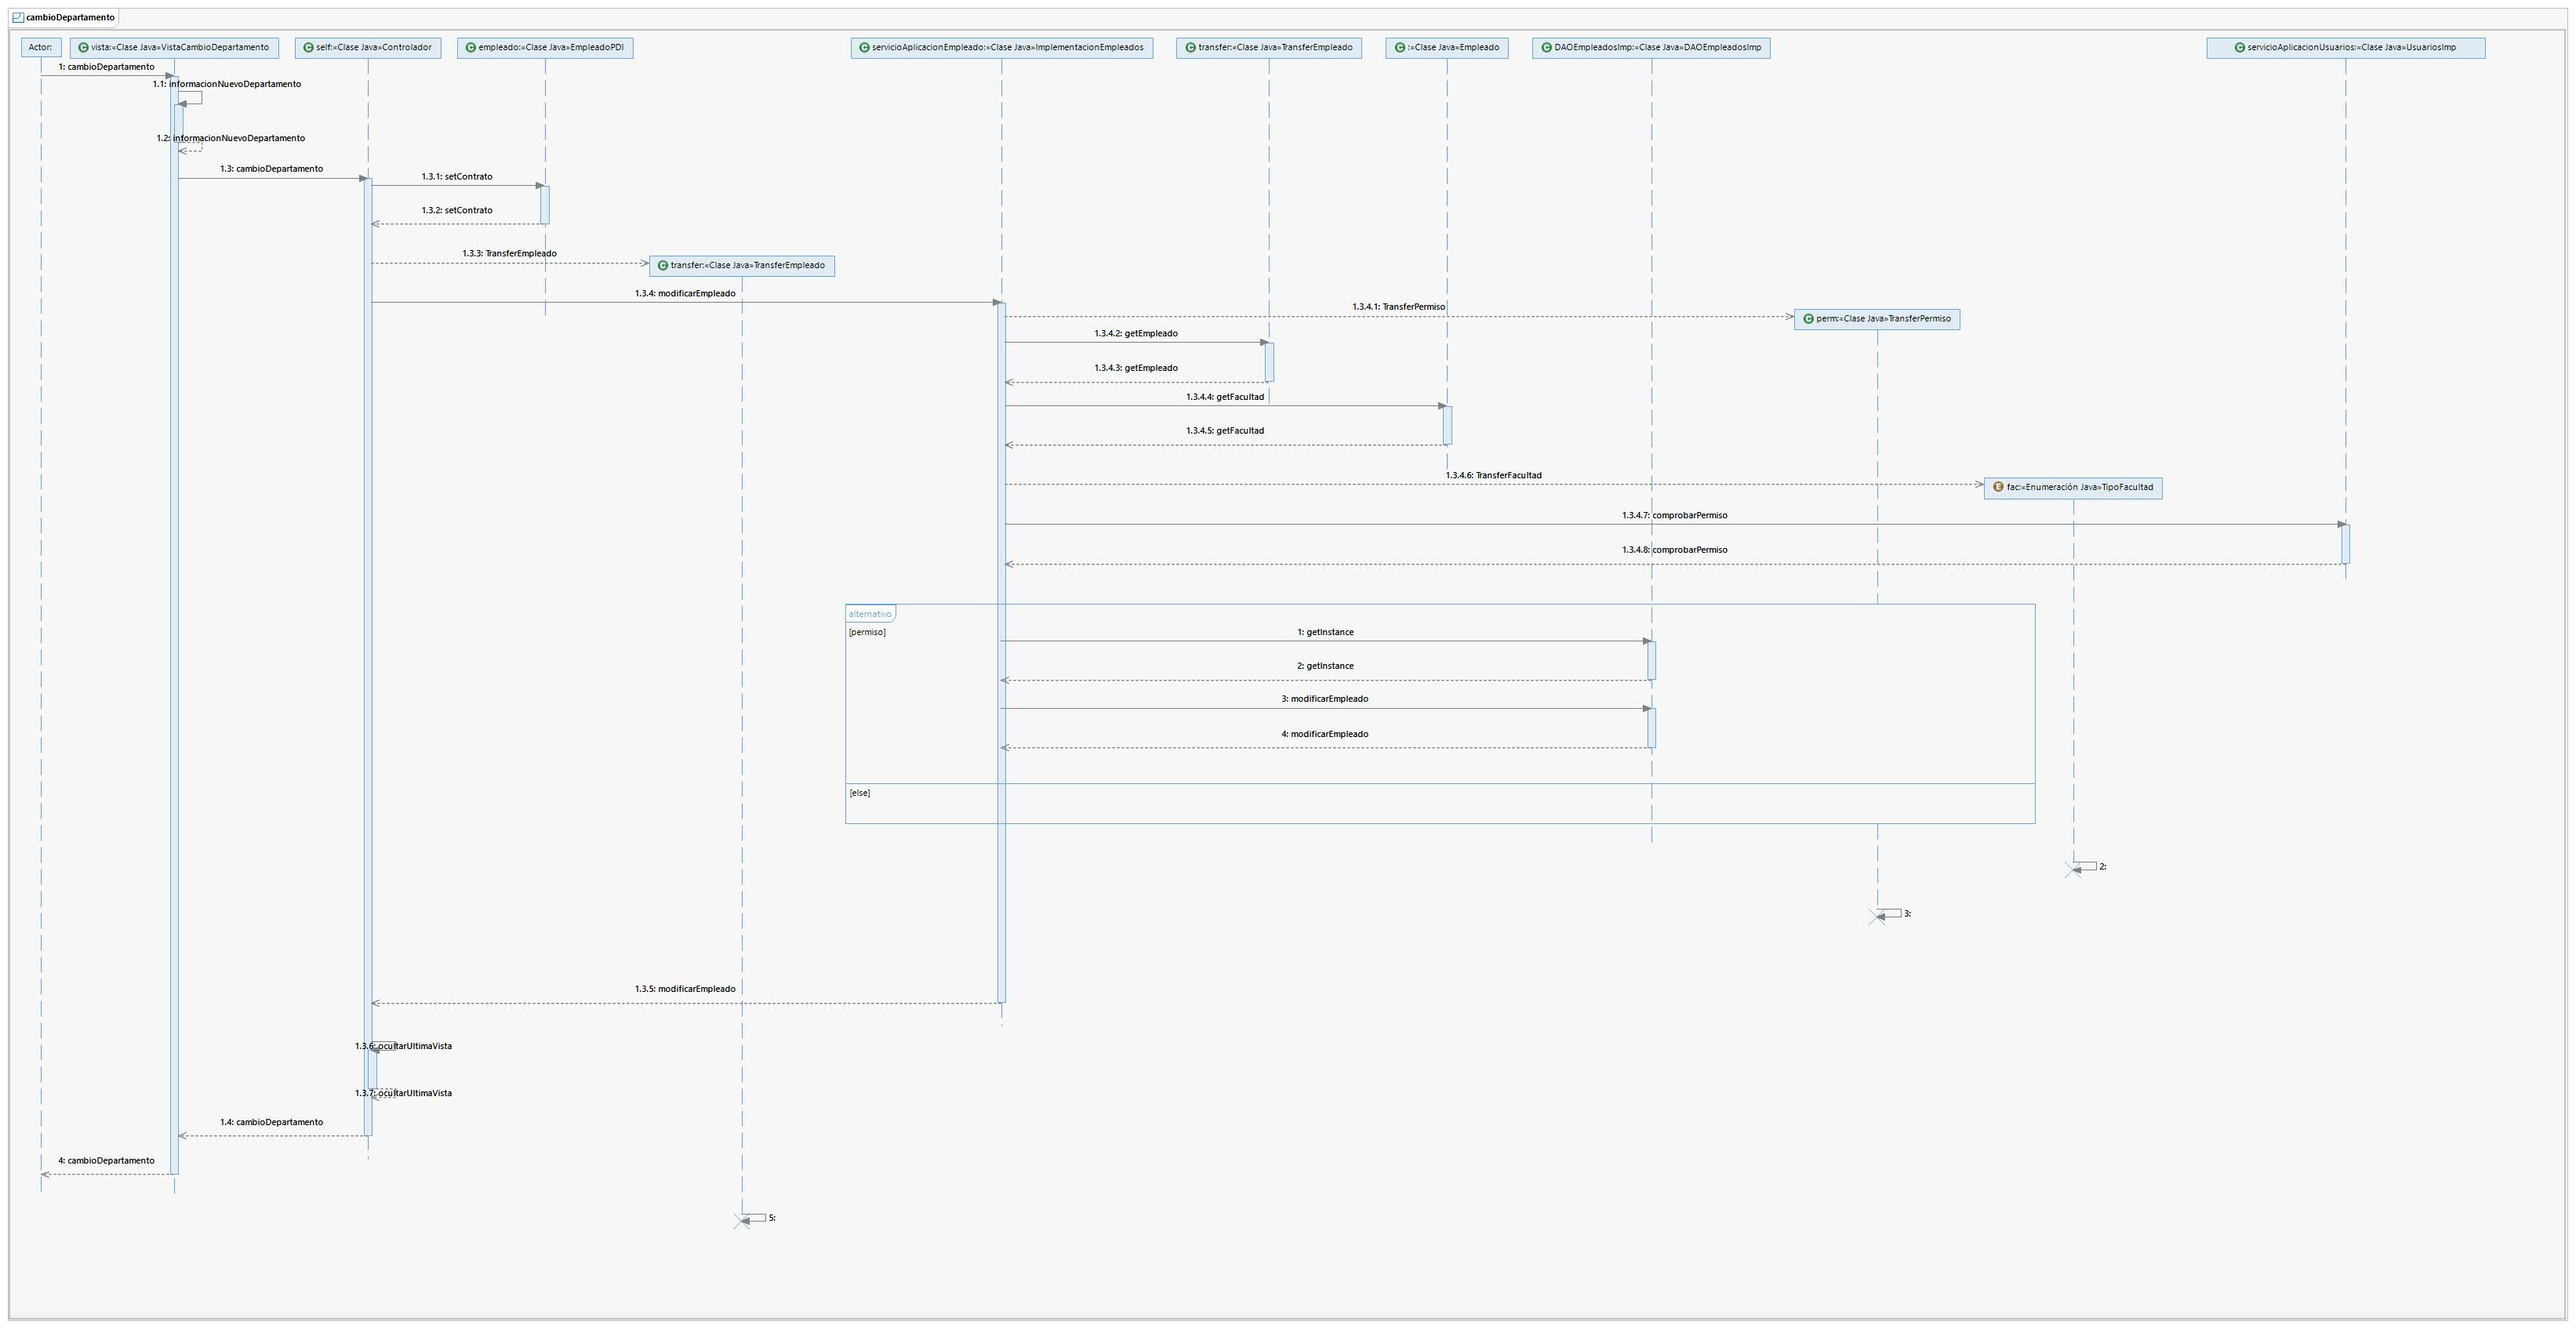 cambioDepartamento
Actor:
vista:«Clase Java»VistaCambioDepartamento
self:«Clase Java»Controlador
empleado:«Clase Java»EmpleadoPDI
servicioAplicacionEmpleado:«Clase Java»ImplementacionEmpleados
transfer:«Clase Java»TransferEmpleado
:«Clase Java»Empleado
DAOEmpleadosImp:«Clase Java»DAOEmpleadosImp
servicioAplicacionUsuarios:«Clase Java»UsuariosImp
1: cambioDepartamento
1.1: informacionNuevoDepartamento
1.2: informacionNuevoDepartamento
1.3: cambioDepartamento
1.3.1: setContrato
1.3.2: setContrato
1.3.3: TransferEmpleado
transfer:«Clase Java»TransferEmpleado
1.3.4: modificarEmpleado
1.3.4.1: TransferPermiso
perm:«Clase Java»TransferPermiso
1.3.4.2: getEmpleado
1.3.4.3: getEmpleado
1.3.4.4: getFacultad
1.3.4.5: getFacultad
1.3.4.6: TransferFacultad
fac:«Enumeración Java»TipoFacultad
1.3.4.7: comprobarPermiso
1.3.4.8: comprobarPermiso
alternativo
[permiso]
1: getInstance
2: getInstance
3: modificarEmpleado
4: modificarEmpleado
[else]
2:
3:
1.3.5: modificarEmpleado
1.3.6: ocultarUltimaVista
1.3.7: ocultarUltimaVista
1.4: cambioDepartamento
4: cambioDepartamento
5: